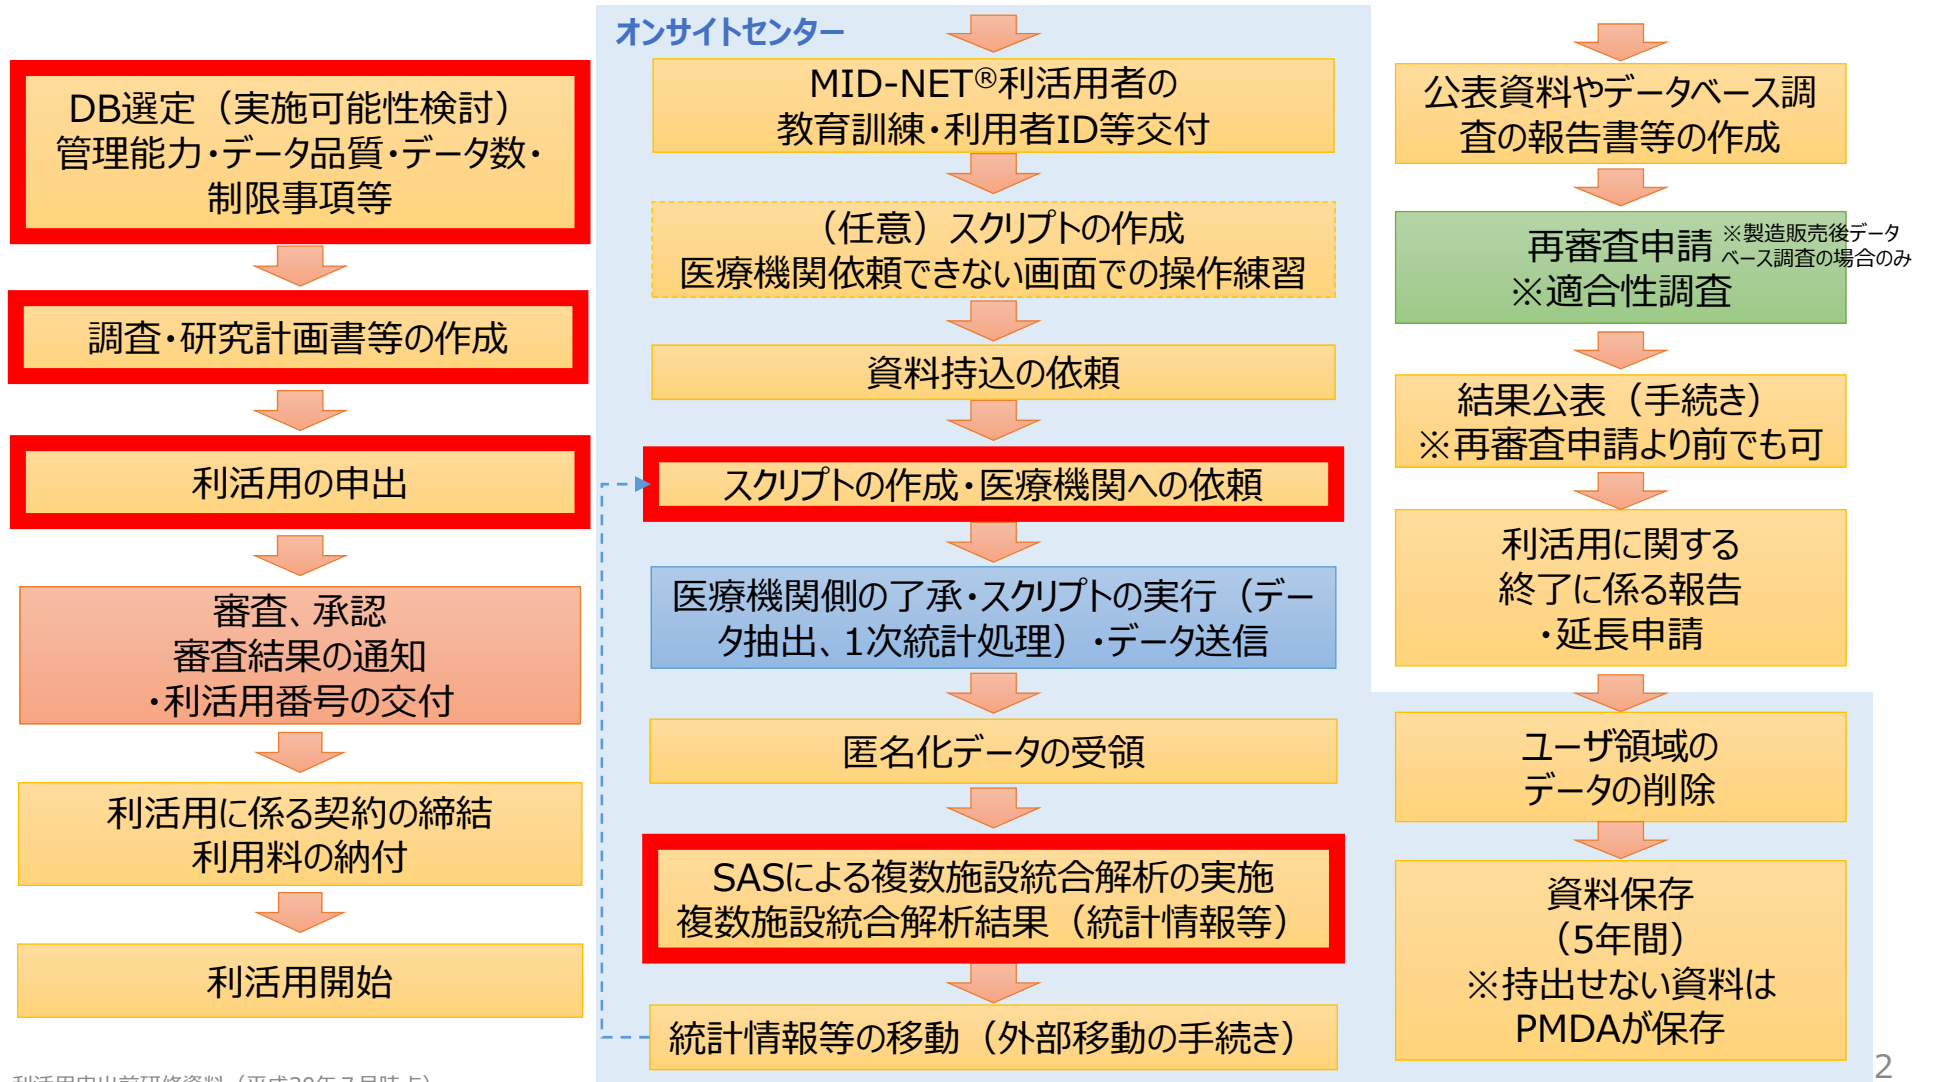 DB選定（実施可能性検討）
管理能力・データ品質・データ数・
制限事項等
調査・研究計画書等の作成
利活用の申出
審査、承認
審査結果の通知
・利活用番号の交付
利活用に係る契約の締結
利用料の納付
利活用開始
オンサイトセンター
MID-NET®利活用者の
教育訓練・利用者ID等交付
（任意）スクリプトの作成
医療機関依頼できない画面での操作練習
資料持込の依頼
スクリプトの作成・医療機関への依頼
医療機関側の了承・スクリプトの実行（デー
タ抽出、1次統計処理）・データ送信
匿名化データの受領
SASによる複数施設統合解析の実施
複数施設統合解析結果（統計情報等）
統計情報等の移動（外部移動の手続き）
公表資料やデータベース調
査の報告書等の作成
再審査申請
※製造販売後データ
ベース調査の場合のみ
※適合性調査
結果公表（手続き）
※再審査申請より前でも可
利活用に関する
終了に係る報告
・延長申請
ユーザ領域の
データの削除
資料保存
（5年間）
※持出せない資料は
PMDAが保存
利活用申出前研修資料（平成30年7月時点）
2